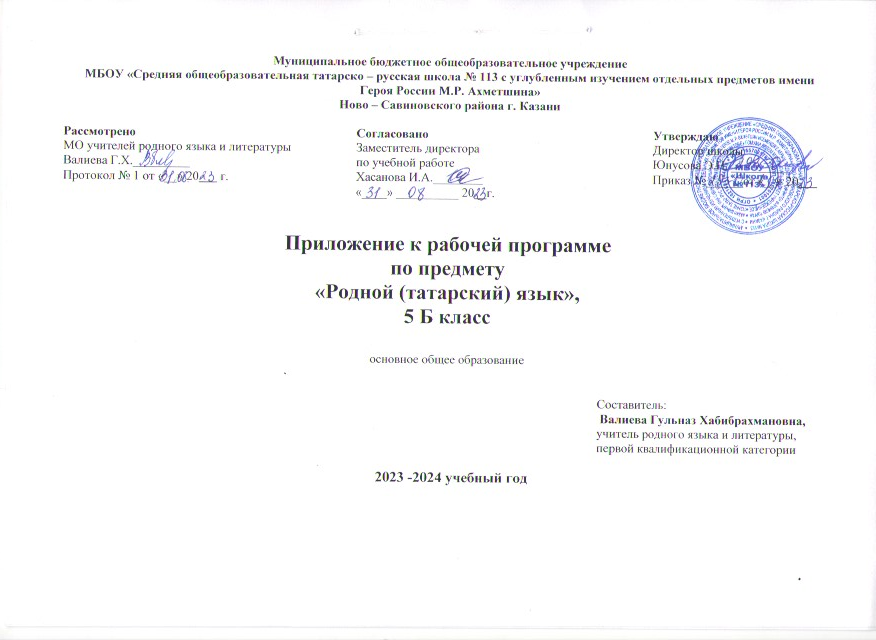 Муниципальное бюджетное общеобразовательное учреждение
МБОУ «Средняя общеобразовательная татарско – русская школа № 113 с углубленным изучением отдельных предметов имени
Героя России М.Р. Ахметшина»
Ново – Савиновского района г. Казани
Рассмотрено
МО учителей родного языка и литературы
Валиева Г.Х.
Протокол № 1 от 31.08 2023 г.
Согласовано
Заместитель директора
по учебной работе
Хасанова И.А.
« 31 » 08 2023г.
Утверждаю
Директор школы
Юнусова
Приказ №
МБОУ
«Школа
№113»
Приложение к рабочей программе
по предмету
«Родной (татарский) язык»,
5 Б класс
основное общее образование
Составитель:
Валиева Гульназ Хабибрахмановна,
учитель родного языка и литературы,
первой квалификационной категории
2023 -2024 учебный год